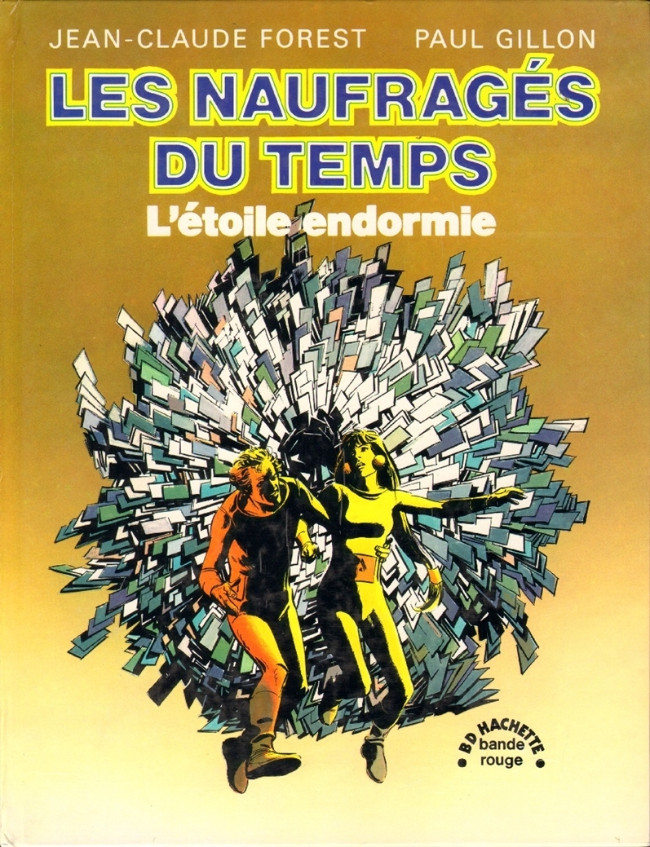 JEAN-CLAUDE FOREST PAUL GILLON
LES NAUFRAGÉS
DU TEMPS
L'étoile endormie
• BD HACHETTE •
bande
rouge